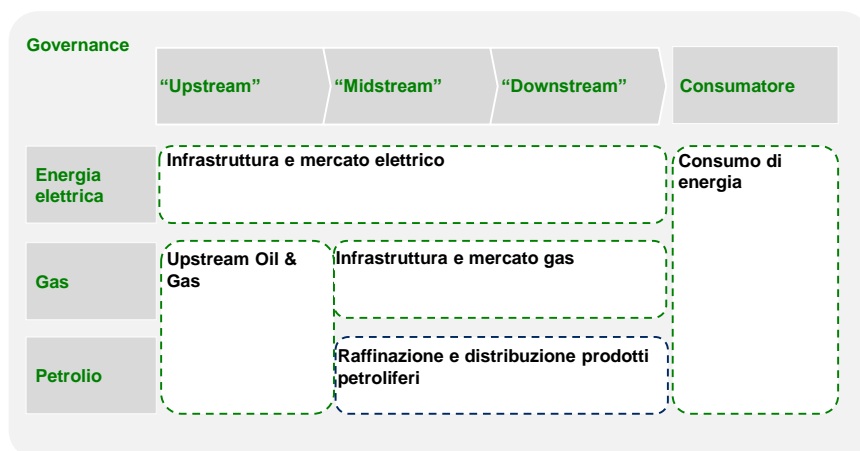 Governance
“Upstream”
“Midstream”
“Downstream”
Consumatore
Energia
elettrica
Infrastruttura e mercato elettrico
Consumo di
energia
Gas
Upstream Oil &
Gas
Infrastruttura e mercato gas
Petrolio
Raffinazione e distribuzione prodotti
petroliferi